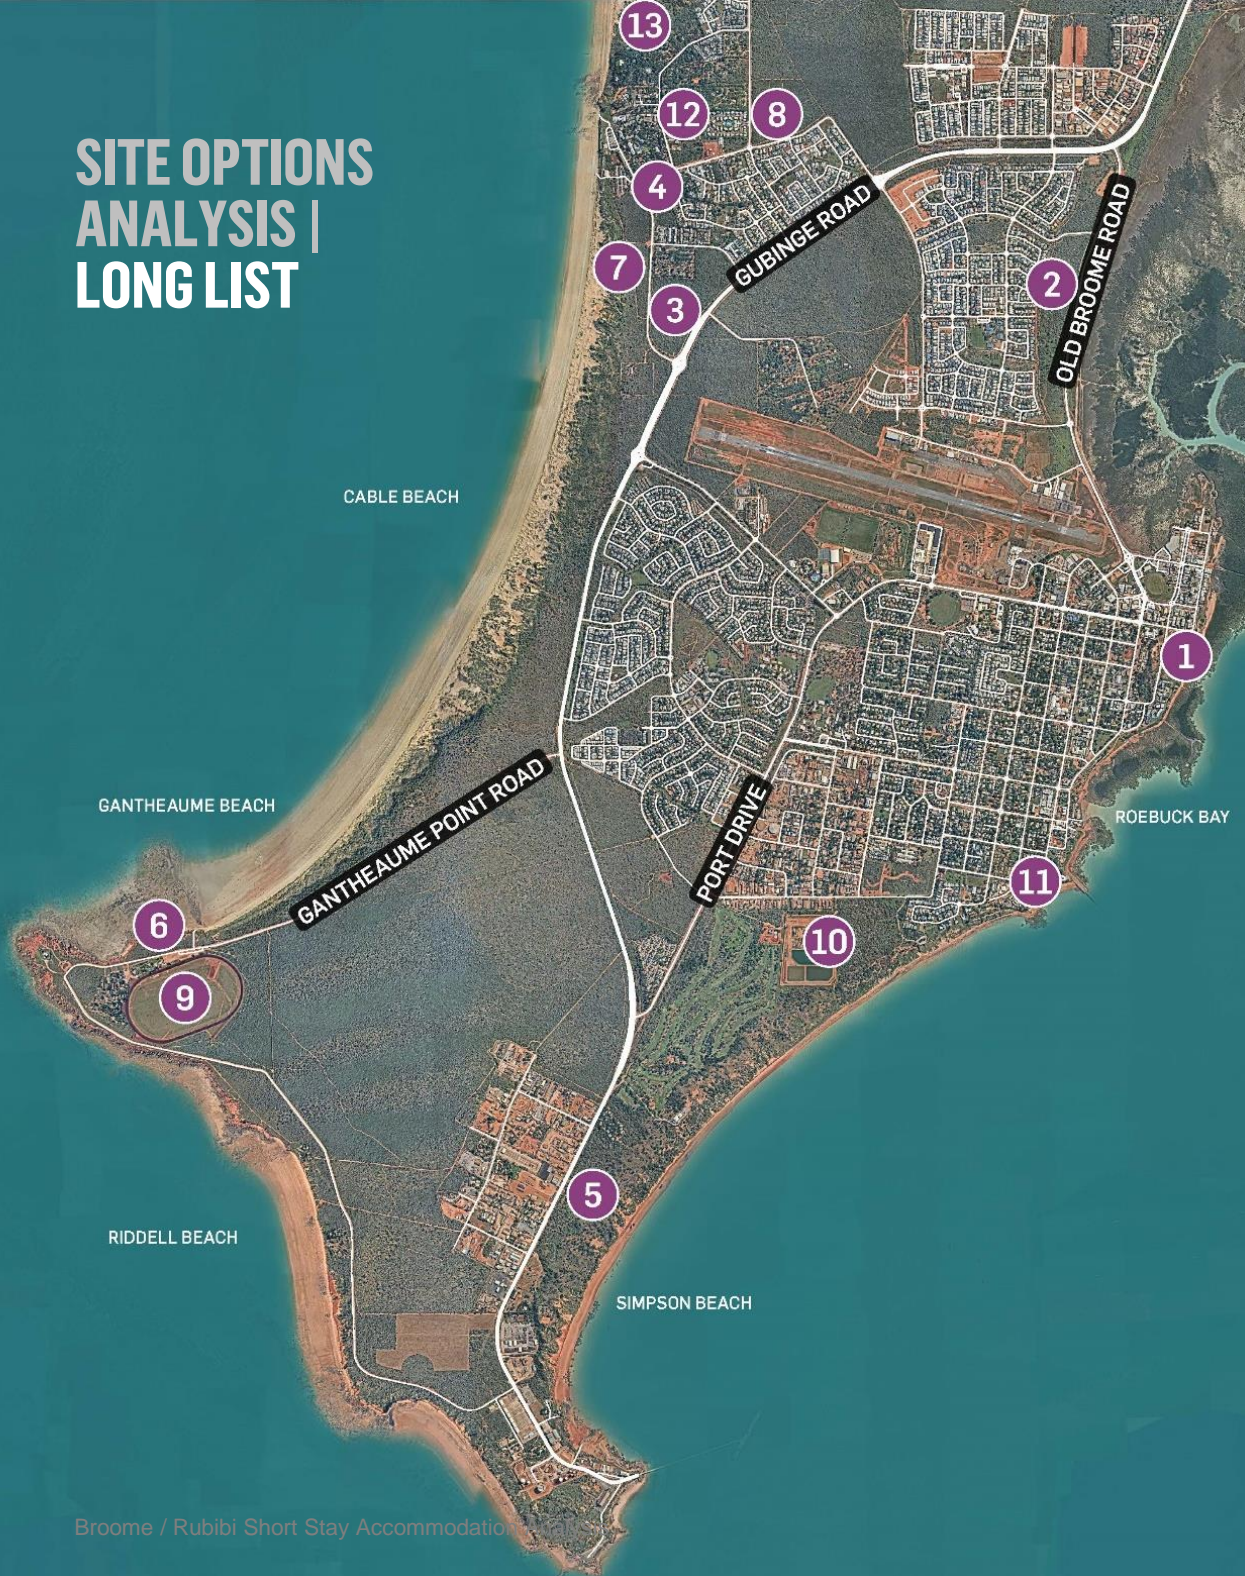 SITE OPTIONS
ANALYSIS |
LONG LIST
13
12
8
4
GUBINGE ROAD
OLD BROOME ROAD
7
2
3
CABLE BEACH
1
GANTHEAUME POINT ROAD
GANTHEAUME BEACH
PORT DRIVE
ROEBUCK BAY
11
6
10
9
5
RIDDELL BEACH
SIMPSON BEACH
Broome / Rubibi Short Stay Accommodation